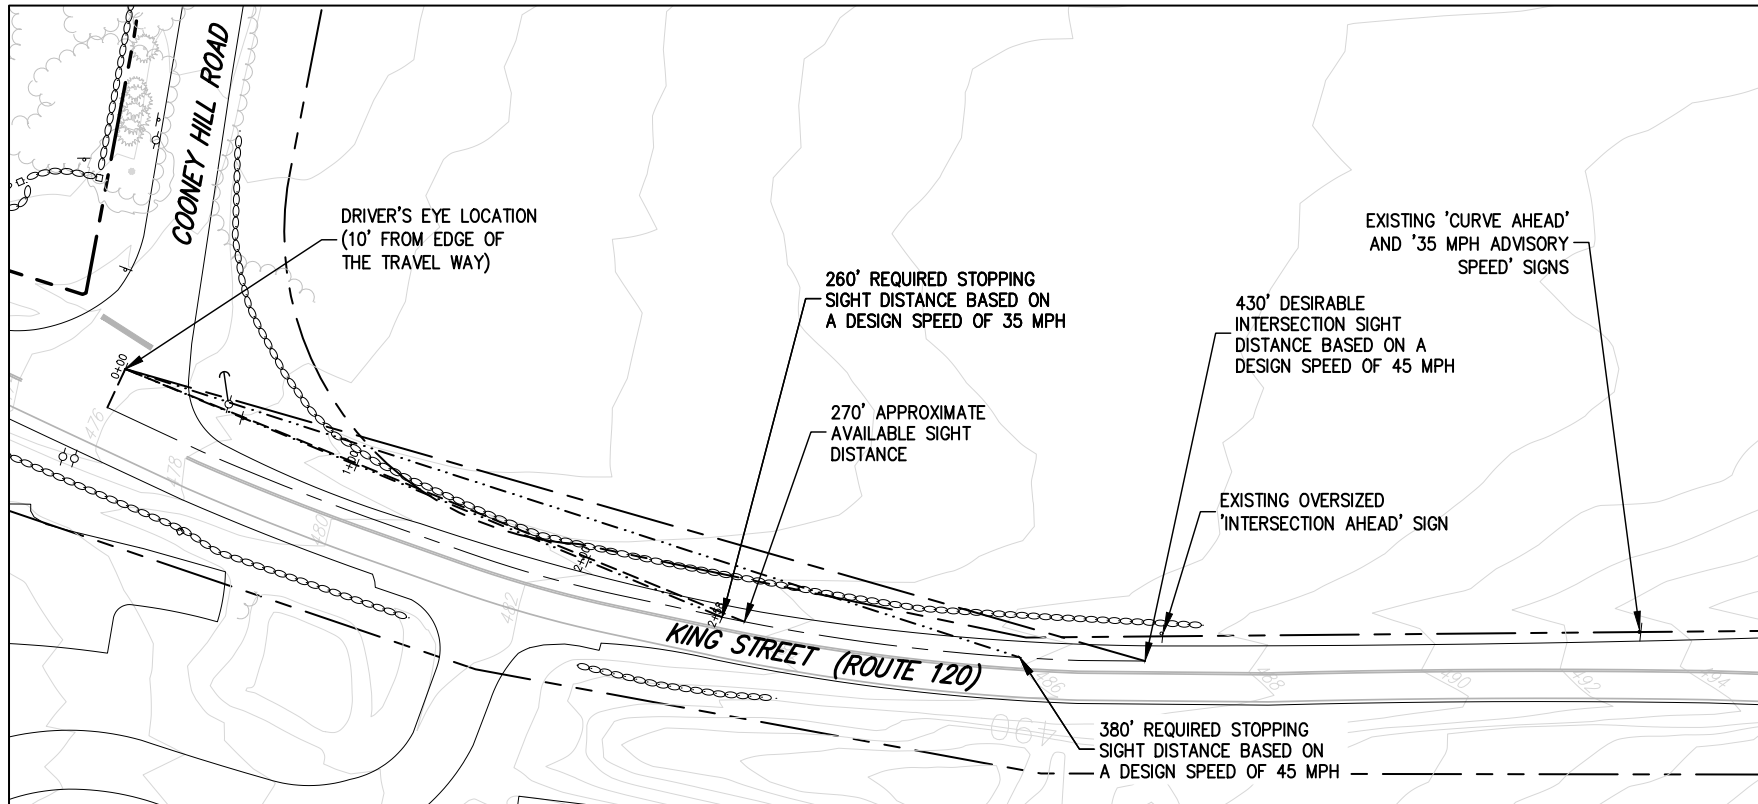 COONEY HILL ROAD
DRIVER'S EYE LOCATION
(10' FROM EDGE OF
THE TRAVEL WAY)
EXISTING 'CURVE AHEAD'
AND '35 MPH ADVISORY
SPEED' SIGNS
260' REQUIRED STOPPING
SIGHT DISTANCE BASED ON
A DESIGN SPEED OF 35 MPH
430' DESIRABLE
INTERSECTION SIGHT
DISTANCE BASED ON A
DESIGN SPEED OF 45 MPH
0+00
270' APPROXIMATE
AVAILABLE SIGHT
DISTANCE
476
478
1+00
480
EXISTING OVERSIZED
'INTERSECTION AHEAD' SIGN
482
KING STREET (ROUTE 120)
486
488
490
492
494
490
380' REQUIRED STOPPING
SIGHT DISTANCE BASED ON
A DESIGN SPEED OF 45 MPH